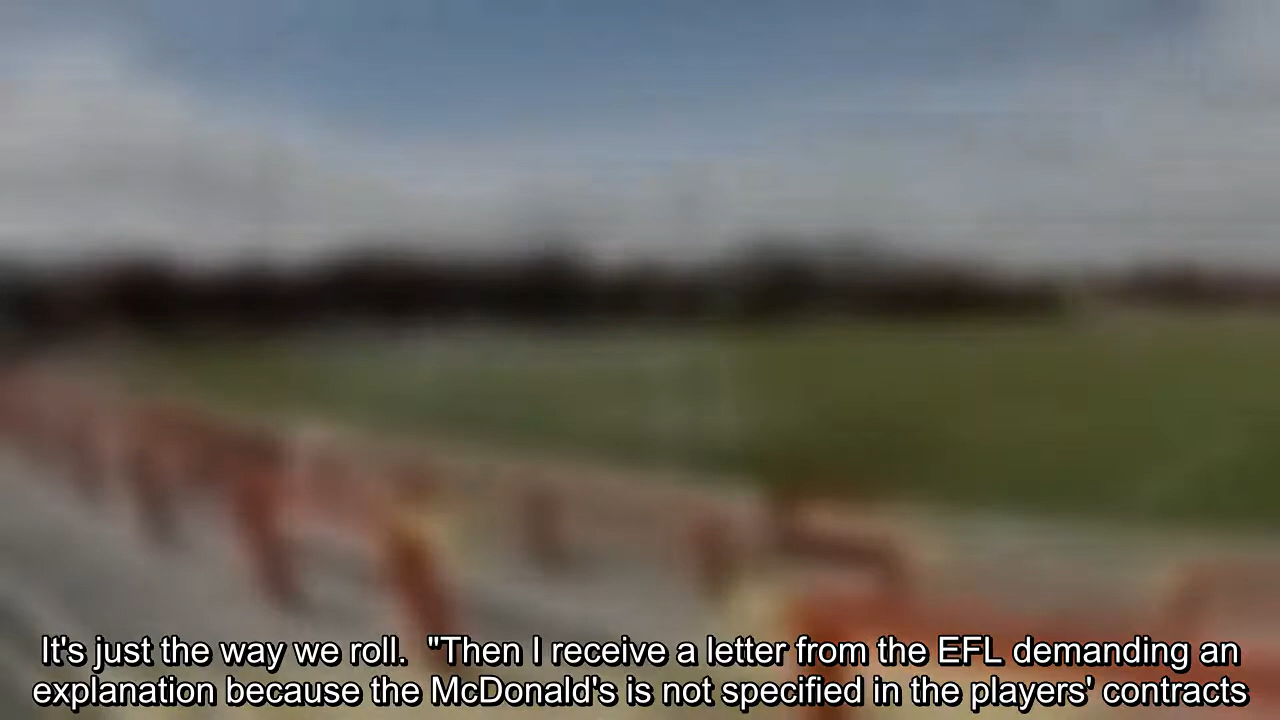 It's just the way we roll.  "Then I receive a letter from the EFL demanding an
explanation because the McDonald's is not specified in the players' contracts